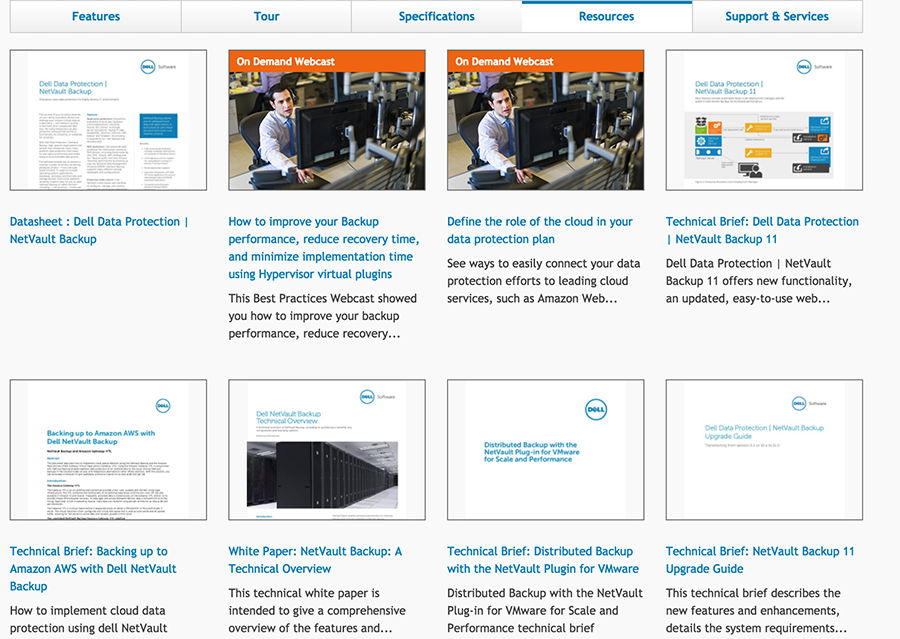 Features
Tour
Specifications
Resources
Support & Services
DELL Software
Dell Data Protection |
NetVault Backup
On Demand Webcast
On Demand Webcast
DELL Software
Dell Data Protection |
NetVault Backup 11
Datasheet : Dell Data Protection |
NetVault Backup
How to improve your Backup
performance, reduce recovery time,
and minimize implementation time
using Hypervisor virtual plugins
This Best Practices Webcast showed
you how to improve your backup
performance, reduce recovery...
Define the role of the cloud in your
data protection plan
See ways to easily connect your data
protection efforts to leading cloud
services, such as Amazon Web...
Technical Brief: Dell Data Protection
| NetVault Backup 11
Dell Data Protection | NetVault
Backup 11 offers new functionality,
an updated, easy-to-use web...
DELL
Backing up to Amazon AWS with
Dell NetVault Backup
NetVault Backup and Amazon Gateway VTL
Abstract
Introduction
DELL Software
Dell NetVault Backup
Technical Overview
DELL
Distributed Backup with the
NetVault Plug-in for VMware
for Scale and Performance
DELL Software
Dell Data Protection | NetVault Backup
Upgrade Guide
Technical Brief: Backing up to
Amazon AWS with Dell NetVault
Backup
How to implement cloud data
protection using dell NetVault
White Paper: NetVault Backup: A
Technical Overview
This technical white paper is
intended to give a comprehensive
overview of the features and...
Technical Brief: Distributed Backup
with the NetVault Plugin for VMware
Distributed Backup with the NetVault
Plug-in for VMware for Scale and
Performance technical brief
Technical Brief: NetVault Backup 11
Upgrade Guide
This technical brief describes the
new features and enhancements,
details the system requirements...